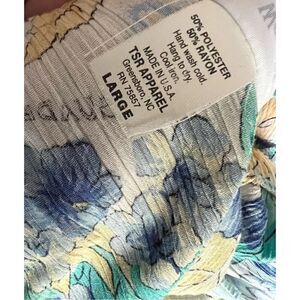 50% POLYESTER
50% RAYON
Hand wash cold.
Hang to dry.
Cool iron.
MADE IN U.S.A.
TSR APPAREL
Greensboro, NC
RN 75857
LARGE